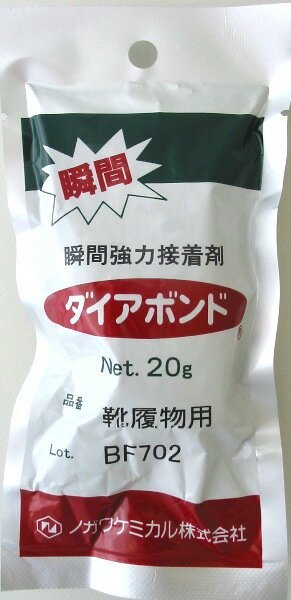 瞬間
瞬間強力接着剤
ダイアボンド®
Net. 20g
品番 靴履物用
Lot. BF702
ノガワケミカル株式会社